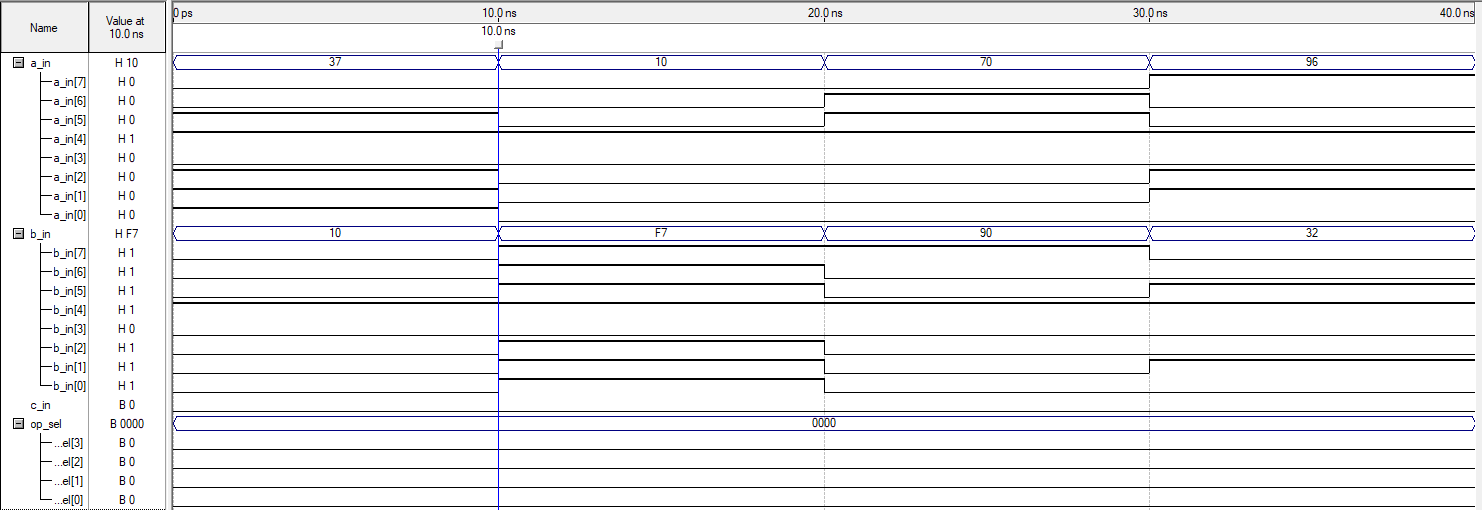 Name Value at 10.0 ns 0 ps 10.0 ns 20.0 ns 30.0 ns 40.0 ns
10.0 ns
a_in H 10 37 10 70 96
a_in[7] H 0
a_in[6] H 0
a_in[5] H 0
a_in[4] H 1
a_in[3] H 0
a_in[2] H 0
a_in[1] H 0
a_in[0] H 0
b_in H F7 10 F7 90 32
b_in[7] H 1
b_in[6] H 1
b_in[5] H 1
b_in[4] H 1
b_in[3] H 0
b_in[2] H 1
b_in[1] H 1
b_in[0] H 1
c_in B 0
op_sel B 0000 0000
...el[3] B 0
...el[2] B 0
...el[1] B 0
...el[0] B 0